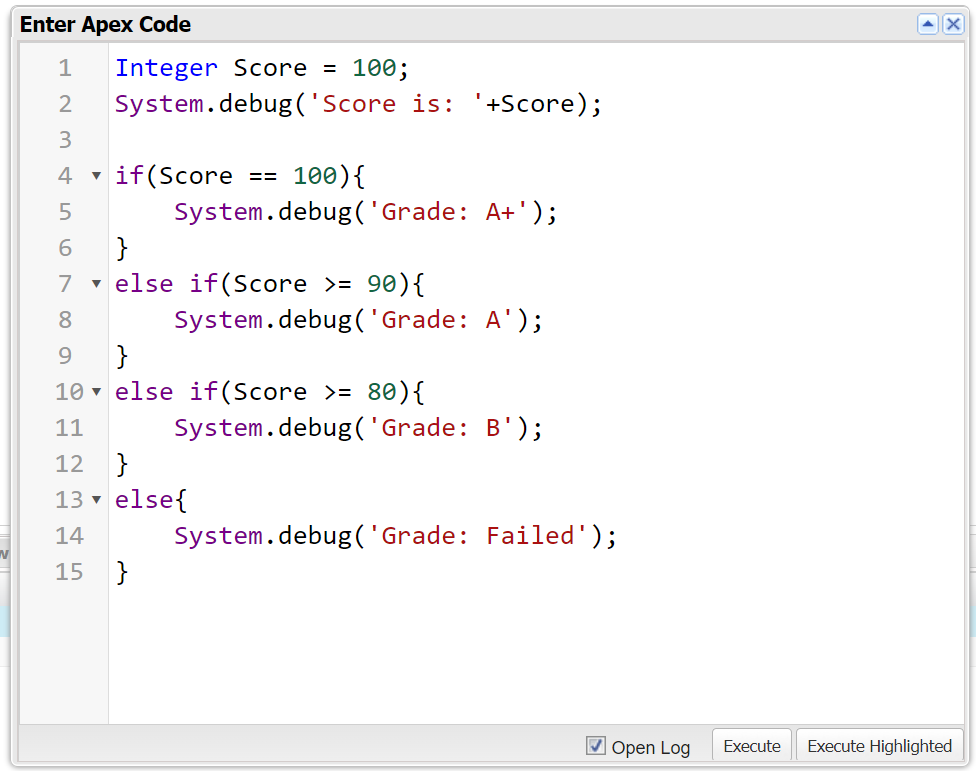 Enter Apex Code
1 Integer Score = 100;
2 System.debug('Score is: '+Score);
3
4 if(Score == 100){
5     System.debug('Grade: A+');
6 }
7 else if(Score >= 90){
8     System.debug('Grade: A');
9 }
10 else if(Score >= 80){
11     System.debug('Grade: B');
12 }
13 else{
14     System.debug('Grade: Failed');
15 }
w
Open Log Execute Execute Highlighted